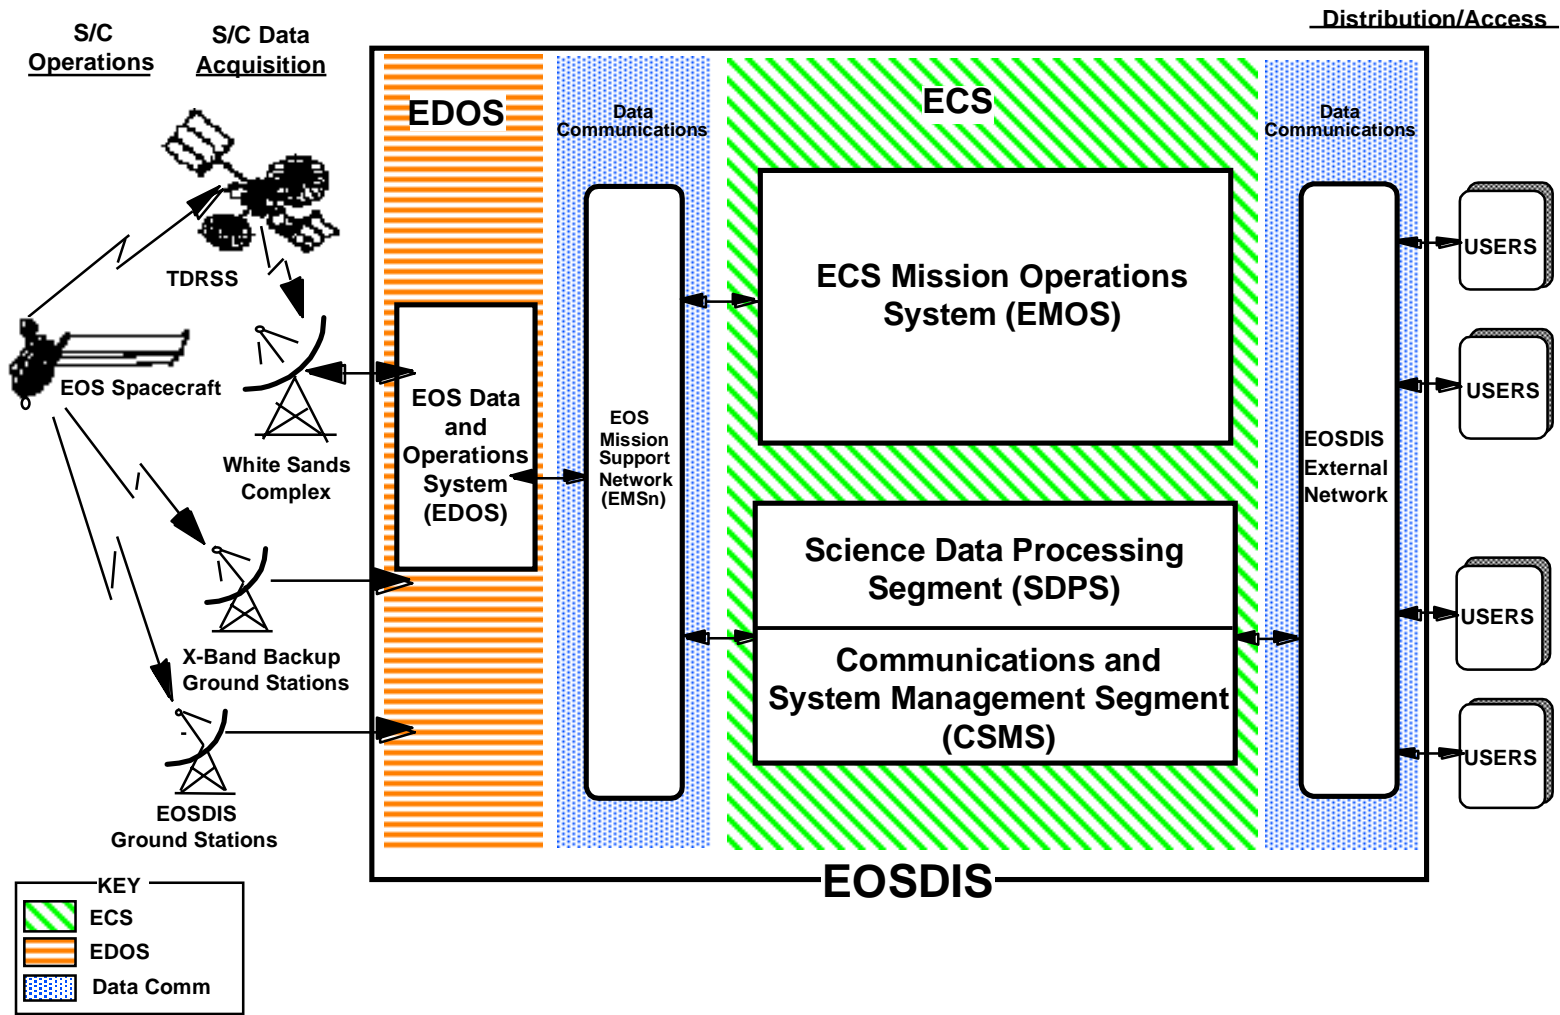 S/C
Operations
S/C Data
Acquisition
Distribution/Access
EDOS
Data
Communications
ECS
Data
Communications
TDRSS
EOS Spacecraft
White Sands
Complex
X-Band Backup
Ground Stations
EOSDIS
Ground Stations
EOS Data
and
Operations
System
(EDOS)
EOS
Mission
Support
Network
(EMSn)
ECS Mission Operations
System (EMOS)
Science Data Processing
Segment (SDPS)
Communications and
System Management Segment
(CSMS)
EOSDIS
External
Network
USERS
USERS
USERS
USERS
EOSDIS
KEY
ECS
EDOS
Data Comm